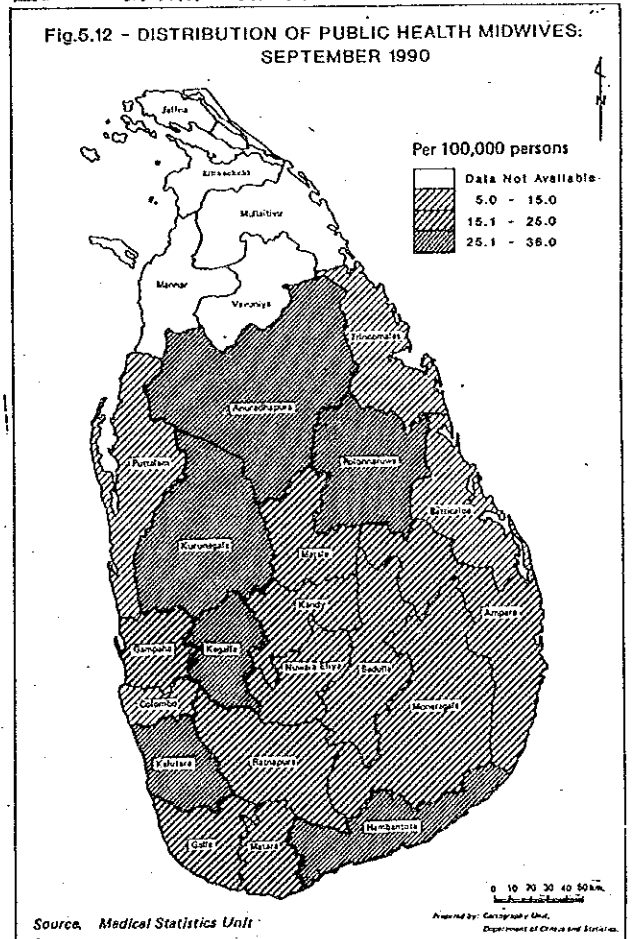 Fig.5.12 - DISTRIBUTION OF PUBLIC HEALTH MIDWIVES:
SEPTEMBER 1990
N
Per 100,000 persons
Data Not Available
5.0 - 15.0
15.1 - 25.0
25.1 - 36.0
Jaffna
Mullaitivu
Mannar
Vavuniya
Trincomalee
Anuradhapura
Polonnaruwa
Puttalam
Batticaloa
Kurunegala
Matale
Kandy
Ampara
Gampaha
Kegalle
Nuwara Eliya
Badulla
Colombo
Moneragala
Kalutara
Ratnapura
Hambantota
Galle
Matara
0 10 20 30 40 50 km.
Source. Medical Statistics Unit
Prepared by: Cartography Unit,
Department of Census and Statistics.